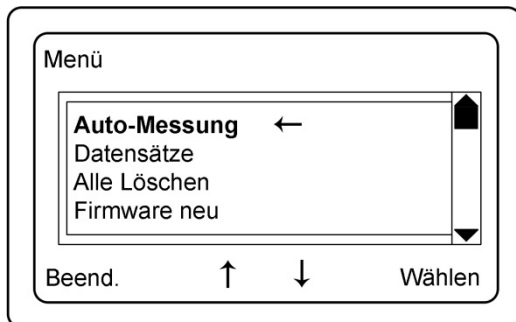 Menü
Auto-Messung ←
Datensätze
Alle Löschen
Firmware neu
Beend. ↑ ↓ Wählen